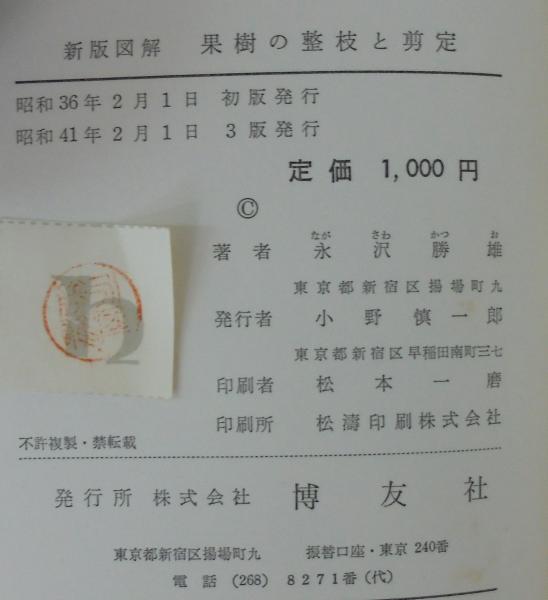 新版図解 果樹の整枝と剪定
昭和36年2月1日 初版発行
昭和41年2月1日 3版発行
定価 1,000円
©
なが さわ かつ お
著者 永沢勝雄
東京都新宿区揚場町九
発行者 小野慎一郎
東京都新宿区早稲田南町三七
印刷者 松本一磨
印刷所 松濤印刷株式会社
不許複製・禁転載
発行所 株式会社 博友社
東京都新宿区揚場町九 振替口座・東京 240番
電話 (268) 8271番(代)
h